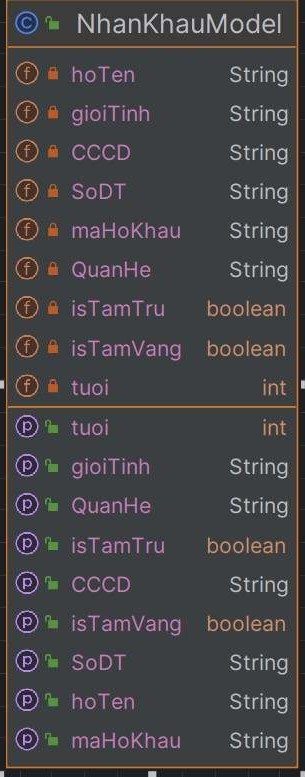 C NhanKhauModel
f hoTen String
f gioiTinh String
f CCCD String
f SoDT String
f maHoKhau String
f QuanHe String
f isTamTru boolean
f isTamVang boolean
f tuoi int
p tuoi int
p gioiTinh String
p QuanHe String
p isTamTru boolean
p CCCD String
p isTamVang boolean
p SoDT String
p hoTen String
p maHoKhau String